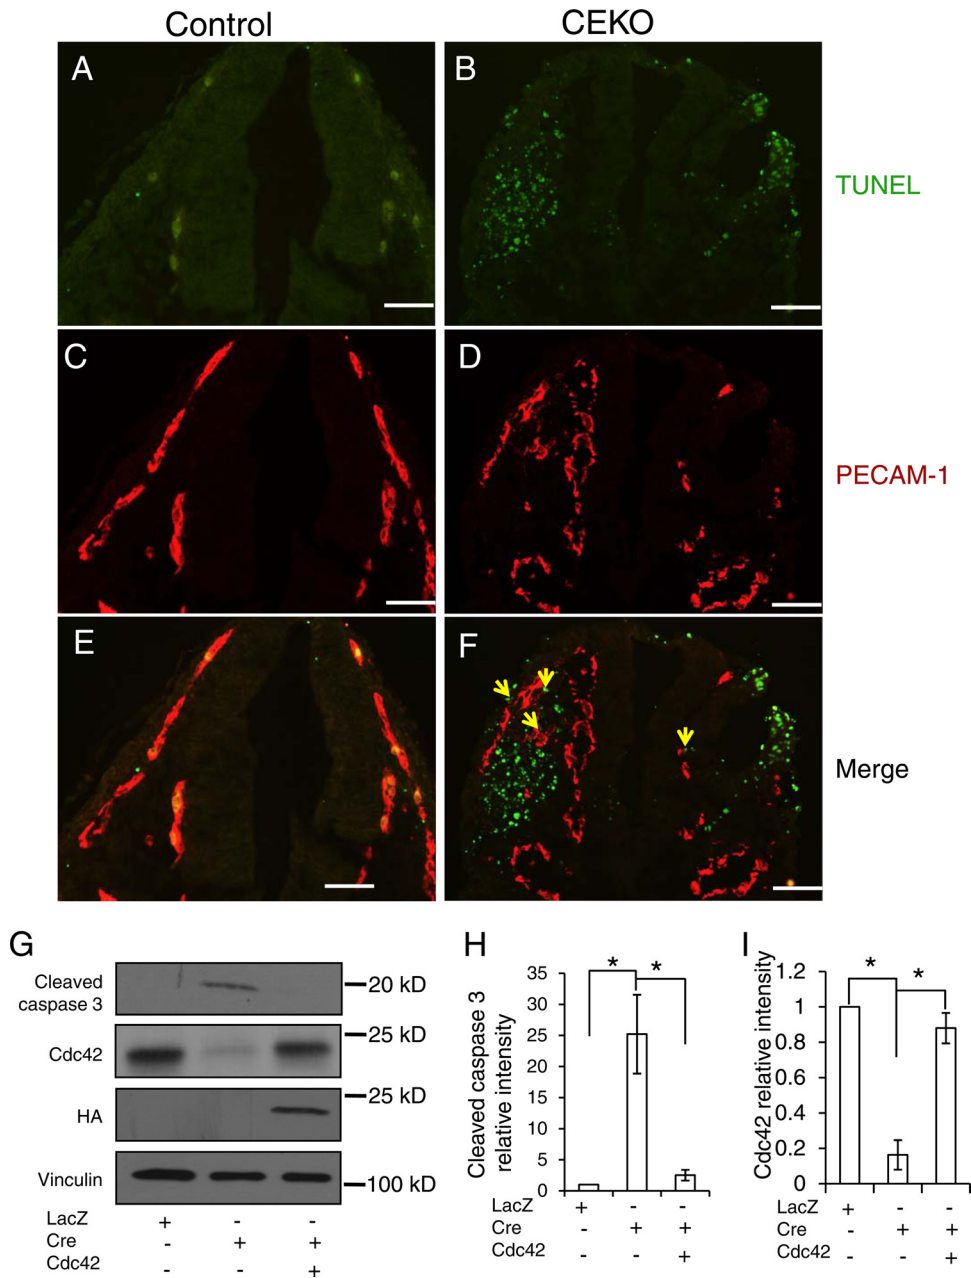 Control CEKO
A B
TUNEL
C D
PECAM-1
E F
Merge
G
Cleaved caspase 3
20 kD
Cdc42
25 kD
HA
25 kD
Vinculin
100 kD
LacZ + - -
Cre - + +
Cdc42 - - +
H
Cleaved caspase 3
relative intensity
35
30
25
20
15
10
5
0
* *
LacZ + - -
Cre - + +
Cdc42 - - +
I
Cdc42 relative intensity
1.2
1
0.8
0.6
0.4
0.2
0
* *
LacZ + - -
Cre - + +
Cdc42 - - +